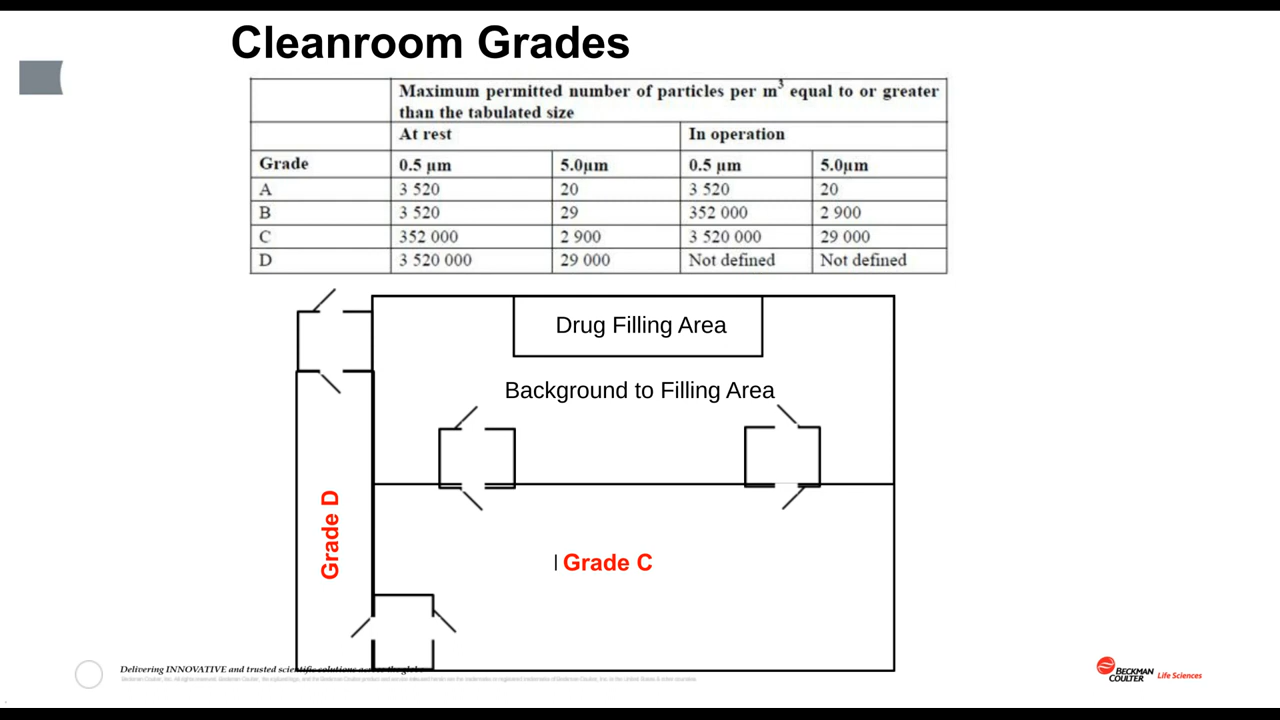 Cleanroom Grades
Maximum permitted number of particles per m³ equal to or greater
than the tabulated size
At rest In operation
Grade 0.5 µm 5.0µm 0.5 µm 5.0µm
A 3 520 20 3 520 20
B 3 520 29 352 000 2 900
C 352 000 2 900 3 520 000 29 000
D 3 520 000 29 000 Not defined Not defined
Drug Filling Area
Background to Filling Area
Grade D
Grade C
Delivering INNOVATIVE and trusted scientific solutions across the globe
BECKMAN
COULTER Life Sciences